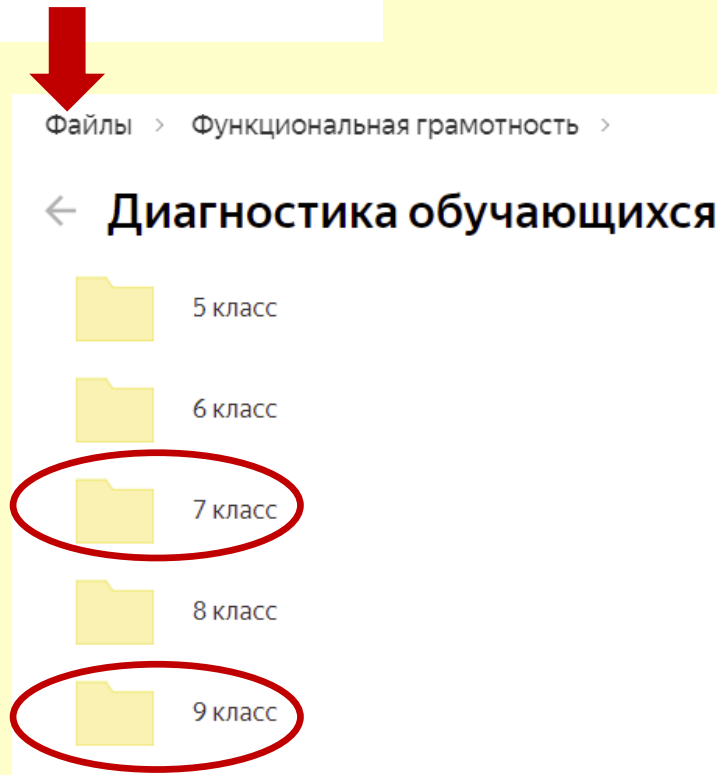 Файлы > Функциональная грамотность >
← Диагностика обучающихся
5 класс
6 класс
7 класс
8 класс
9 класс